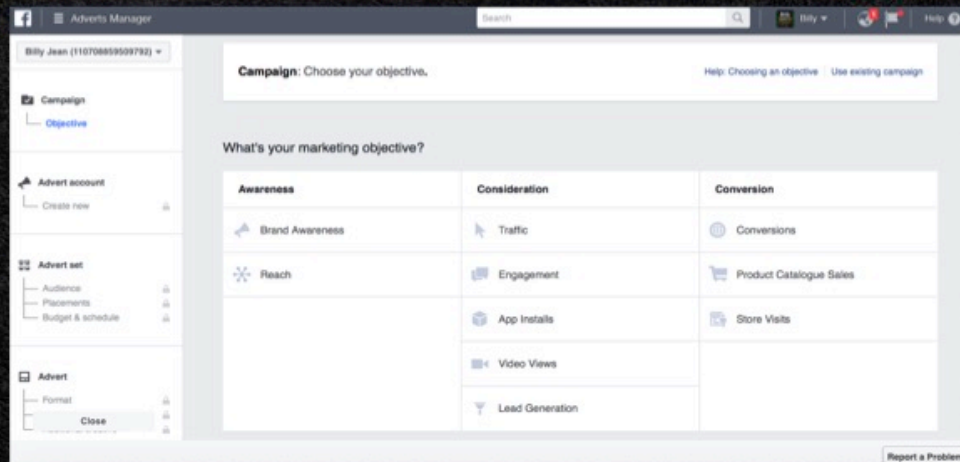 f Adverts Manager Search Billy Help
Billy Jean (110708859509792)
Campaign: Choose your objective. Help: Choosing an objective Use existing campaign
Campaign
Objective
What's your marketing objective?
Advert account
Create new
Awareness Consideration Conversion
Brand Awareness Traffic Conversions
Advert set
Audience
Placements
Budget & schedule
Reach Engagement Product Catalogue Sales
App Installs Store Visits
Video Views
Advert
Format
Close
Lead Generation
Report a Problem